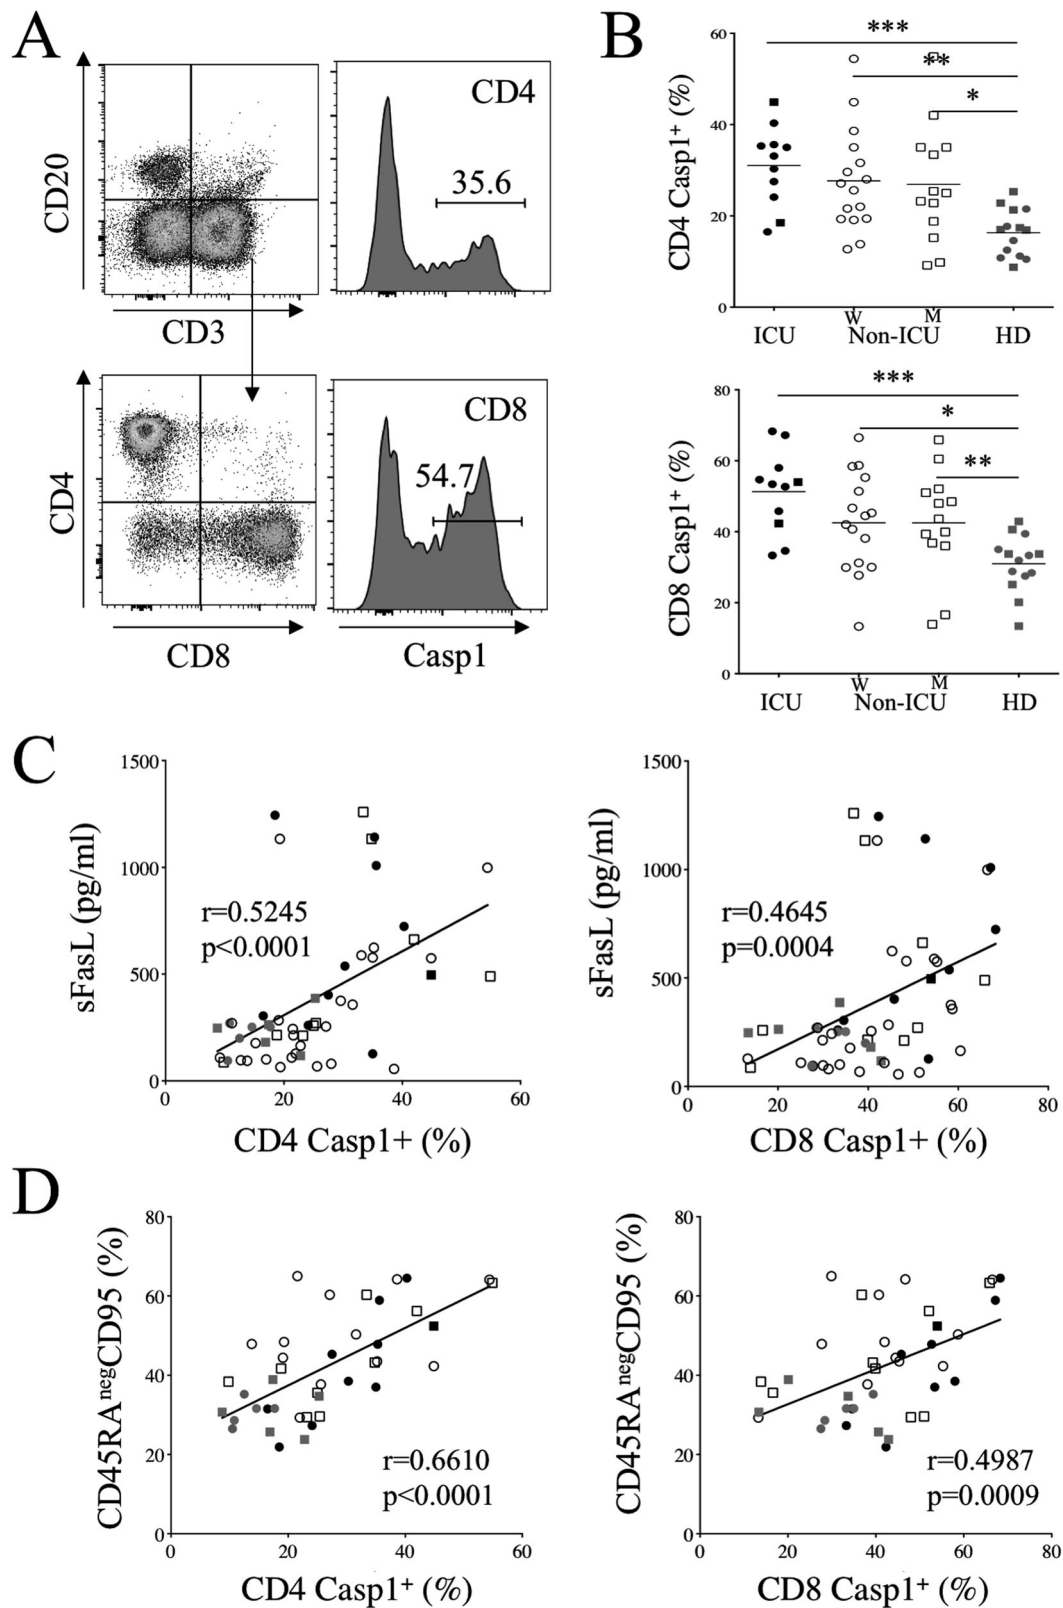 A
CD20
CD3
CD4
35.6
CD4
CD8
CD8
54.7
Casp1
B
CD4 Casp1⁺ (%)
60
40
20
0
***
**
*
W
M
ICU
Non-ICU
HD
CD8 Casp1⁺ (%)
80
60
40
20
0
***
*
**
W
M
ICU
Non-ICU
HD
C
sFasL (pg/ml)
1500
1000
500
0
r=0.5245
p<0.0001
0
20
40
60
CD4 Casp1+ (%)
sFasL (pg/ml)
1500
1000
500
0
r=0.4645
p=0.0004
0
20
40
60
80
CD8 Casp1+ (%)
D
CD45RAⁿᵉᵍCD95 (%)
80
60
40
20
0
r=0.6610
p<0.0001
0
20
40
60
CD4 Casp1⁺ (%)
CD45RAⁿᵉᵍCD95 (%)
80
60
40
20
0
r=0.4987
p=0.0009
0
20
40
60
80
CD8 Casp1⁺ (%)